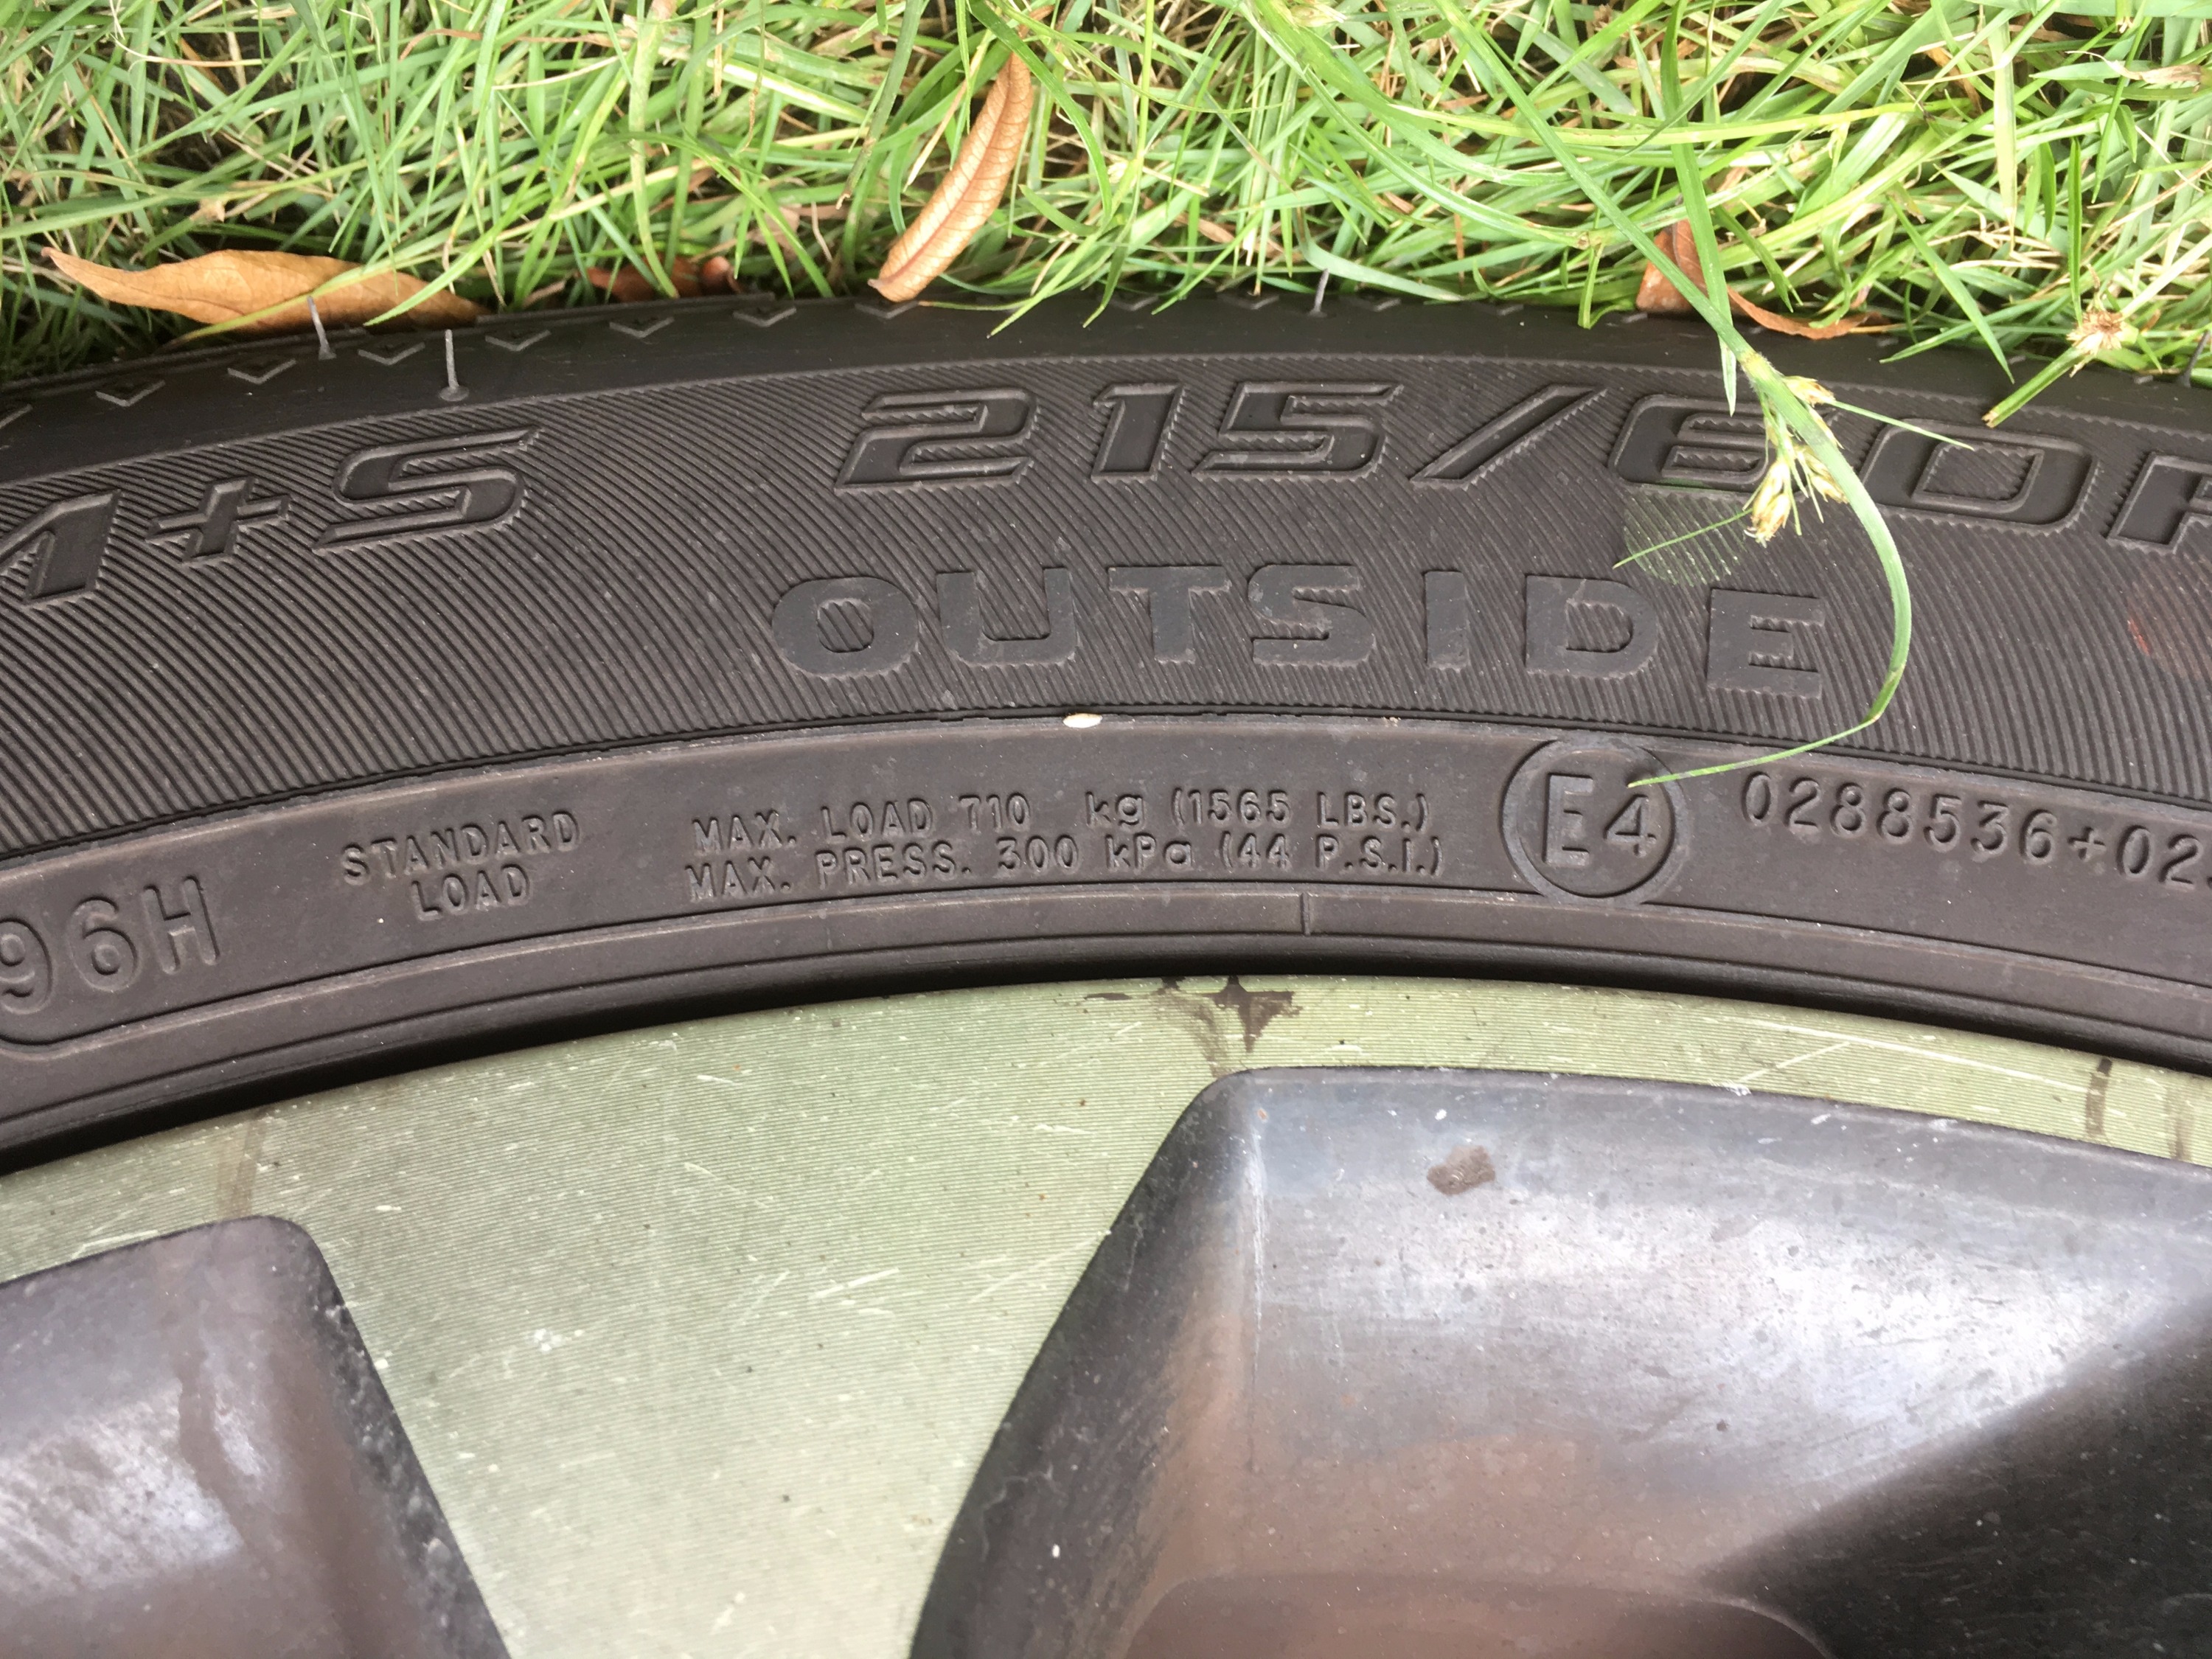 M+S 215/60R
OUTSIDE
96H
STANDARD
LOAD
MAX. LOAD 710 kg (1565 LBS.)
MAX. PRESS. 300 kPa (44 P.S.I.)
E4
0288536+02